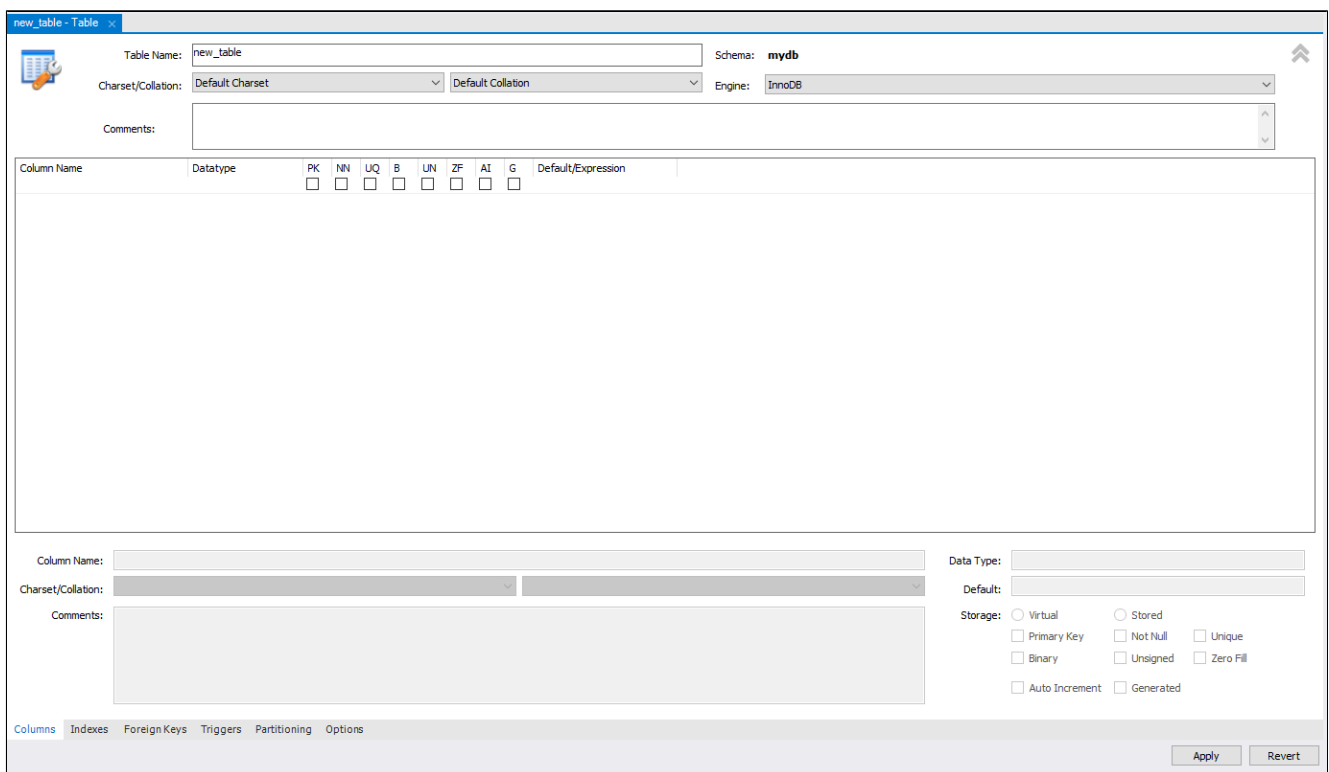 new_table - Table ×
Table Name: new_table Schema: mydb
Charset/Collation: Default Charset Default Collation Engine: InnoDB
Comments:
Column Name Datatype PK NN UQ B UN ZF AI G Default/Expression
Column Name: Data Type:
Charset/Collation: Default:
Comments: Storage: Virtual Stored
Primary Key Not Null Unique
Binary Unsigned Zero Fill
Auto Increment Generated
Columns Indexes Foreign Keys Triggers Partitioning Options
Apply Revert